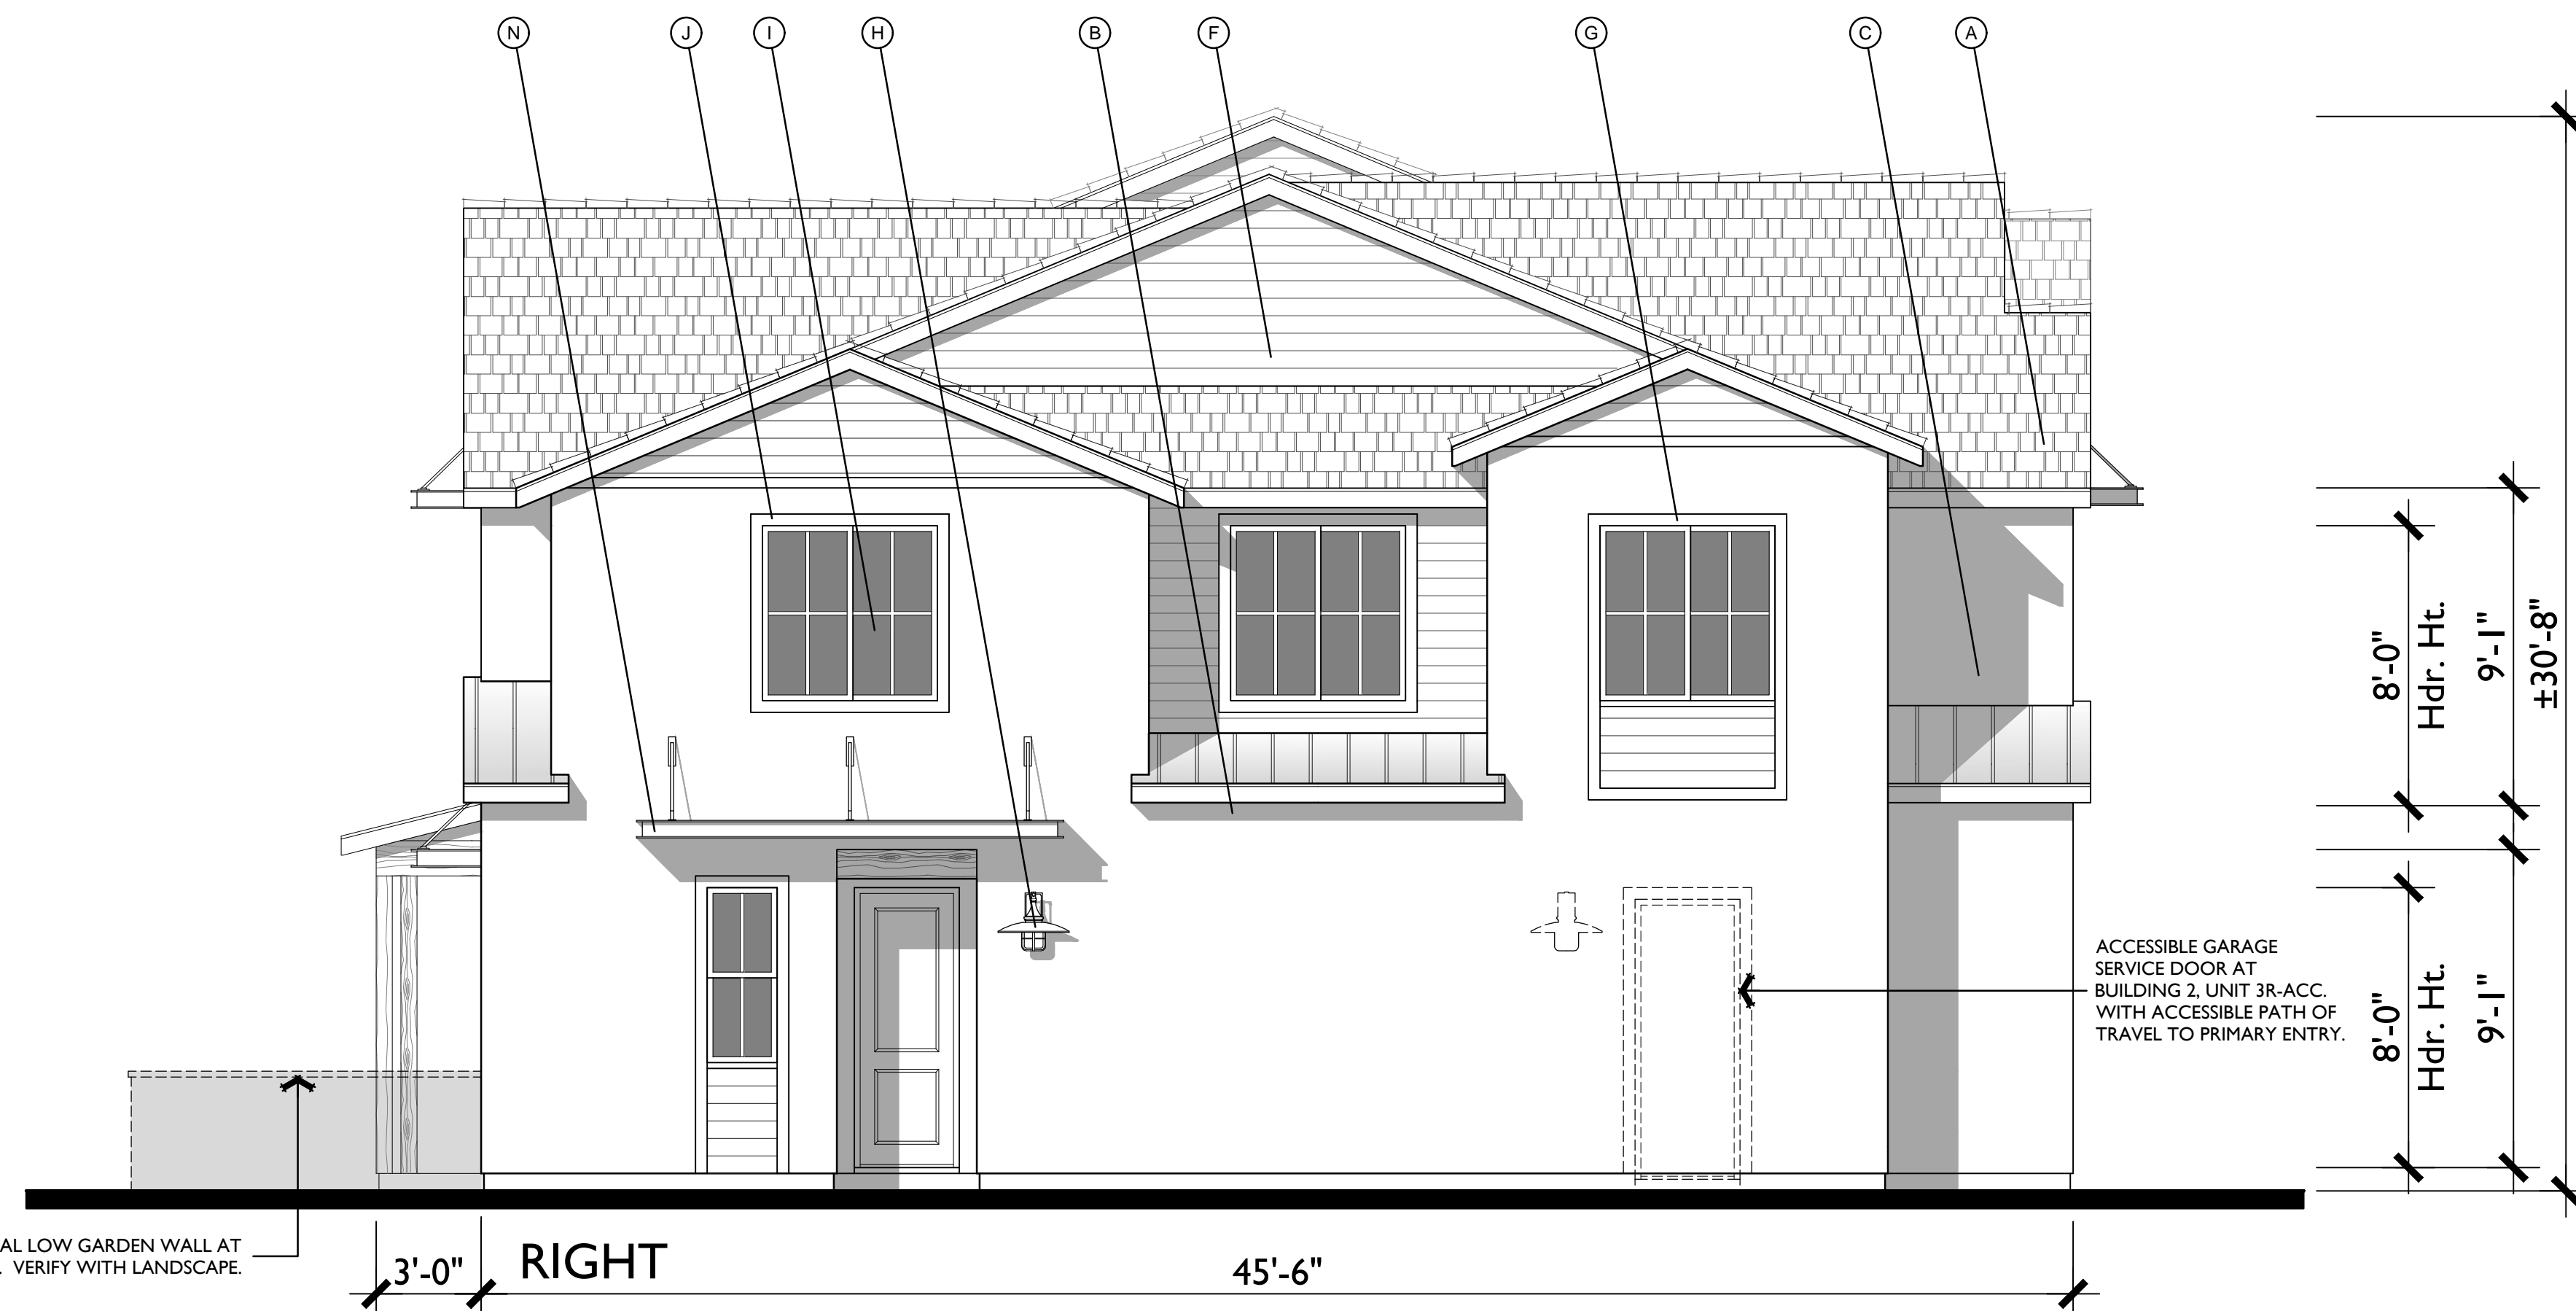 N J I H B F G C A
8'-0"
Hdr. Ht.
9'-1"
±30'-8"
ACCESSIBLE GARAGE
SERVICE DOOR AT
BUILDING 2, UNIT 3R-ACC.
WITH ACCESSIBLE PATH OF
TRAVEL TO PRIMARY ENTRY.
8'-0"
Hdr. Ht.
9'-1"
LOW GARDEN WALL AT
VERIFY WITH LANDSCAPE.
3'-0"
RIGHT
45'-6"